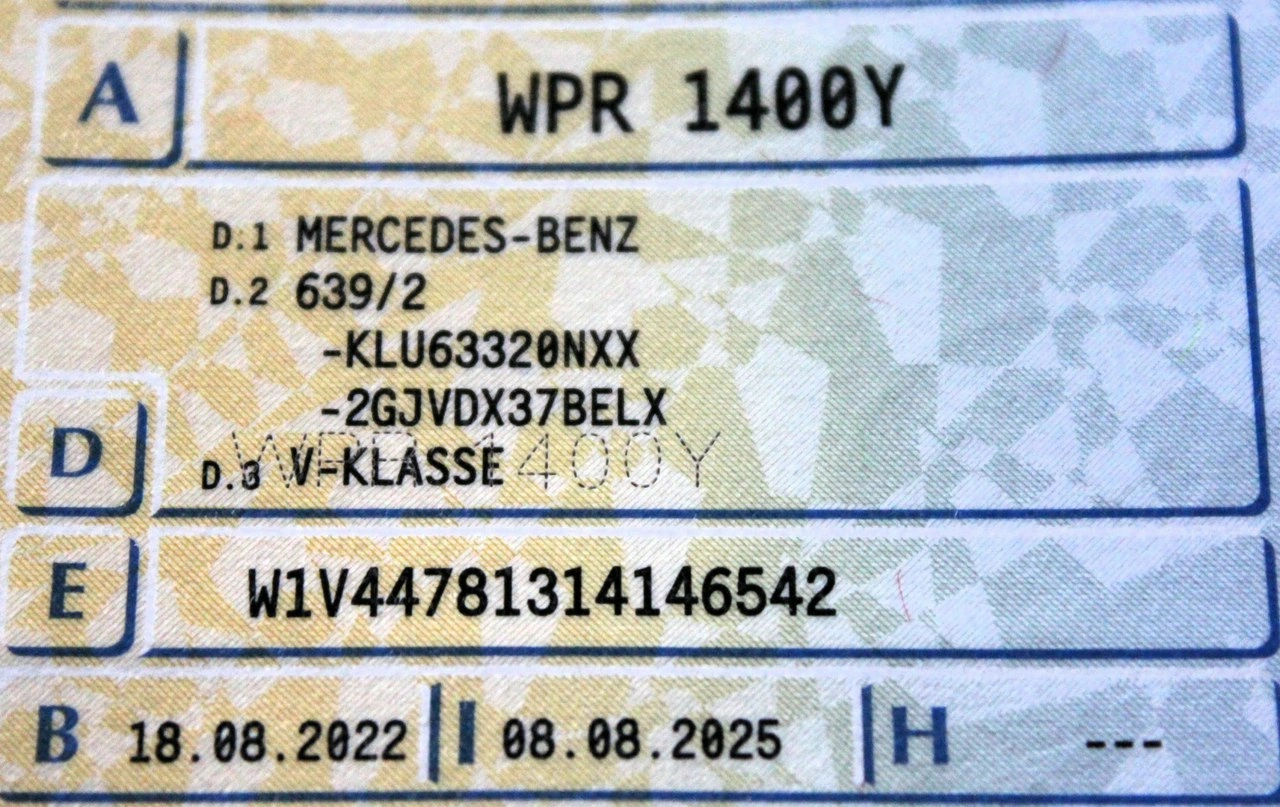 A WPR 1400Y
D.1 MERCEDES-BENZ
D.2 639/2
-KLU63320NXX
-2GJVDX37BELX
WPR 1400Y
D D.3 V-KLASSE
E W1V44781314146542
B 18.08.2022 I 08.08.2025 H ---